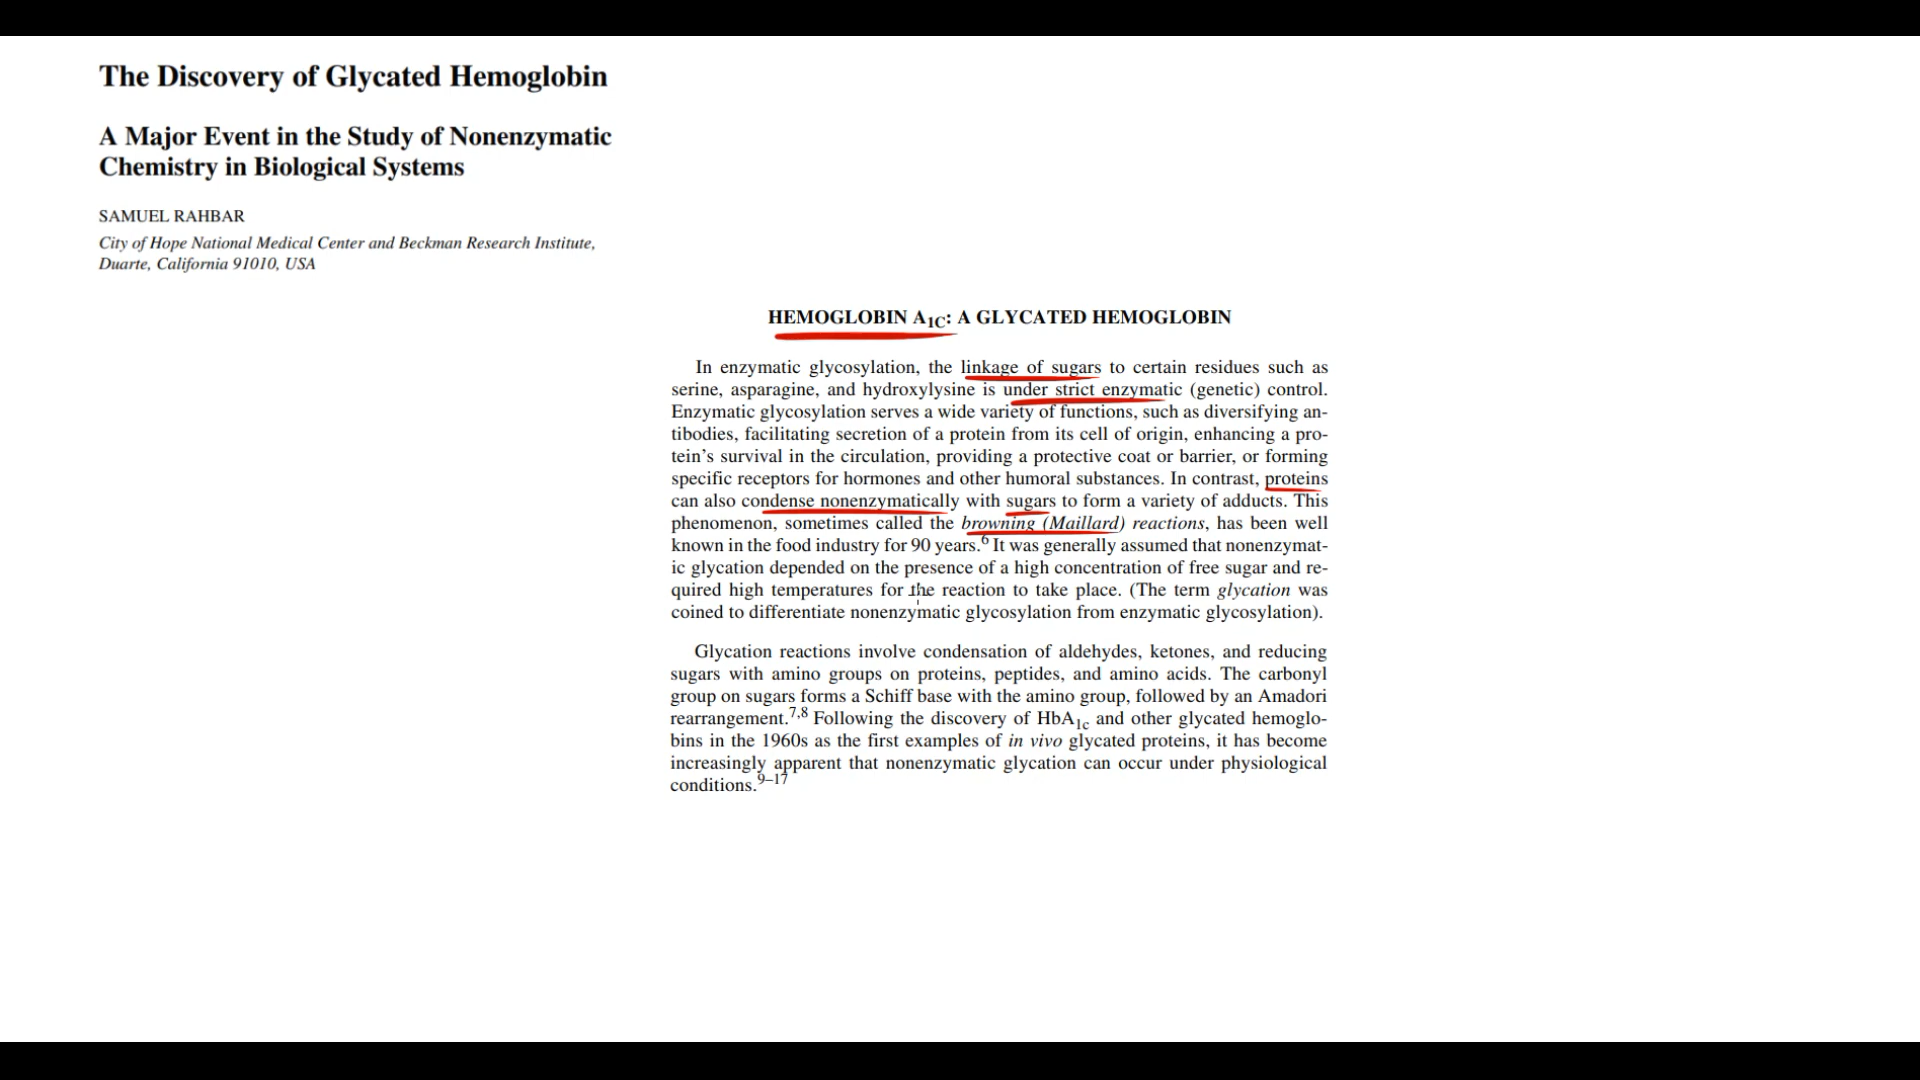 The Discovery of Glycated Hemoglobin
A Major Event in the Study of Nonenzymatic
Chemistry in Biological Systems
SAMUEL RAHBAR
City of Hope National Medical Center and Beckman Research Institute,
Duarte, California 91010, USA
HEMOGLOBIN A1C: A GLYCATED HEMOGLOBIN
In enzymatic glycosylation, the linkage of sugars to certain residues such as
serine, asparagine, and hydroxylysine is under strict enzymatic (genetic) control.
Enzymatic glycosylation serves a wide variety of functions, such as diversifying an-
tibodies, facilitating secretion of a protein from its cell of origin, enhancing a pro-
tein's survival in the circulation, providing a protective coat or barrier, or forming
specific receptors for hormones and other humoral substances. In contrast, proteins
can also condense nonenzymatically with sugars to form a variety of adducts. This
phenomenon, sometimes called the browning (Maillard) reactions, has been well
known in the food industry for 90 years.6 It was generally assumed that nonenzymat-
ic glycation depended on the presence of a high concentration of free sugar and re-
quired high temperatures for the reaction to take place. (The term glycation was
coined to differentiate nonenzymatic glycosylation from enzymatic glycosylation).
Glycation reactions involve condensation of aldehydes, ketones, and reducing
sugars with amino groups on proteins, peptides, and amino acids. The carbonyl
group on sugars forms a Schiff base with the amino group, followed by an Amadori
rearrangement.7,8 Following the discovery of HbA1c and other glycated hemoglo-
bins in the 1960s as the first examples of in vivo glycated proteins, it has become
increasingly apparent that nonenzymatic glycation can occur under physiological
conditions.9–17